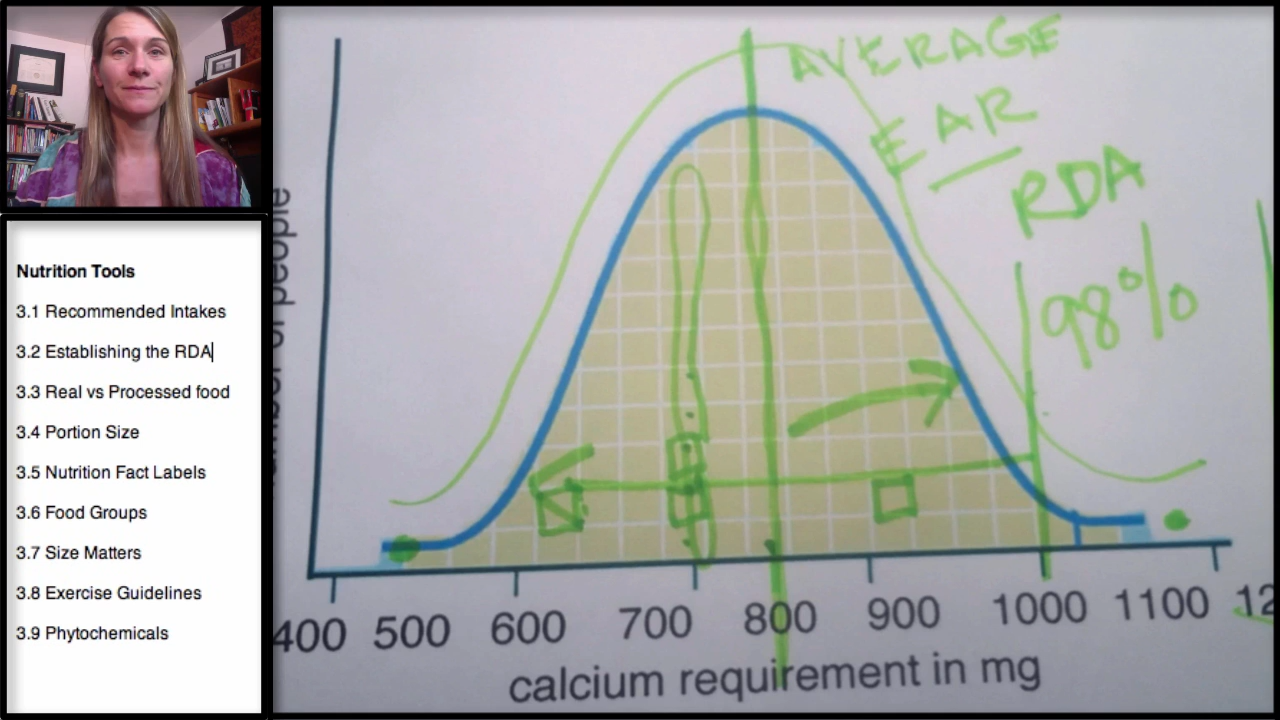 Nutrition Tools
3.1 Recommended Intakes
3.2 Establishing the RDA
3.3 Real vs Processed food
3.4 Portion Size
3.5 Nutrition Fact Labels
3.6 Food Groups
3.7 Size Matters
3.8 Exercise Guidelines
3.9 Phytochemicals
AVERAGE
EAR
RDA
98%
people
400 500 600 700 800 900 1000 1100 12
calcium requirement in mg